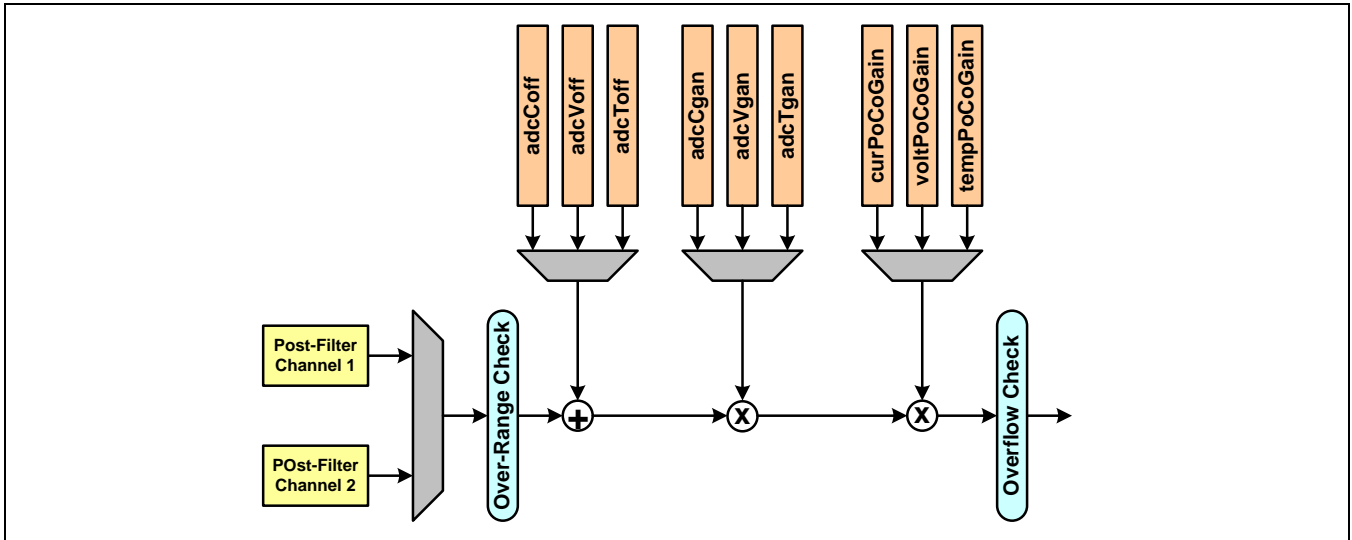 adcCoff
adcVoff
adcToff
adcCgan
adcVgan
adcTgan
curPoCoGain
voltPoCoGain
tempPoCoGain
Post-Filter
Channel 1
POst-Filter
Channel 2
Over-Range Check
+
X
X
Overflow Check